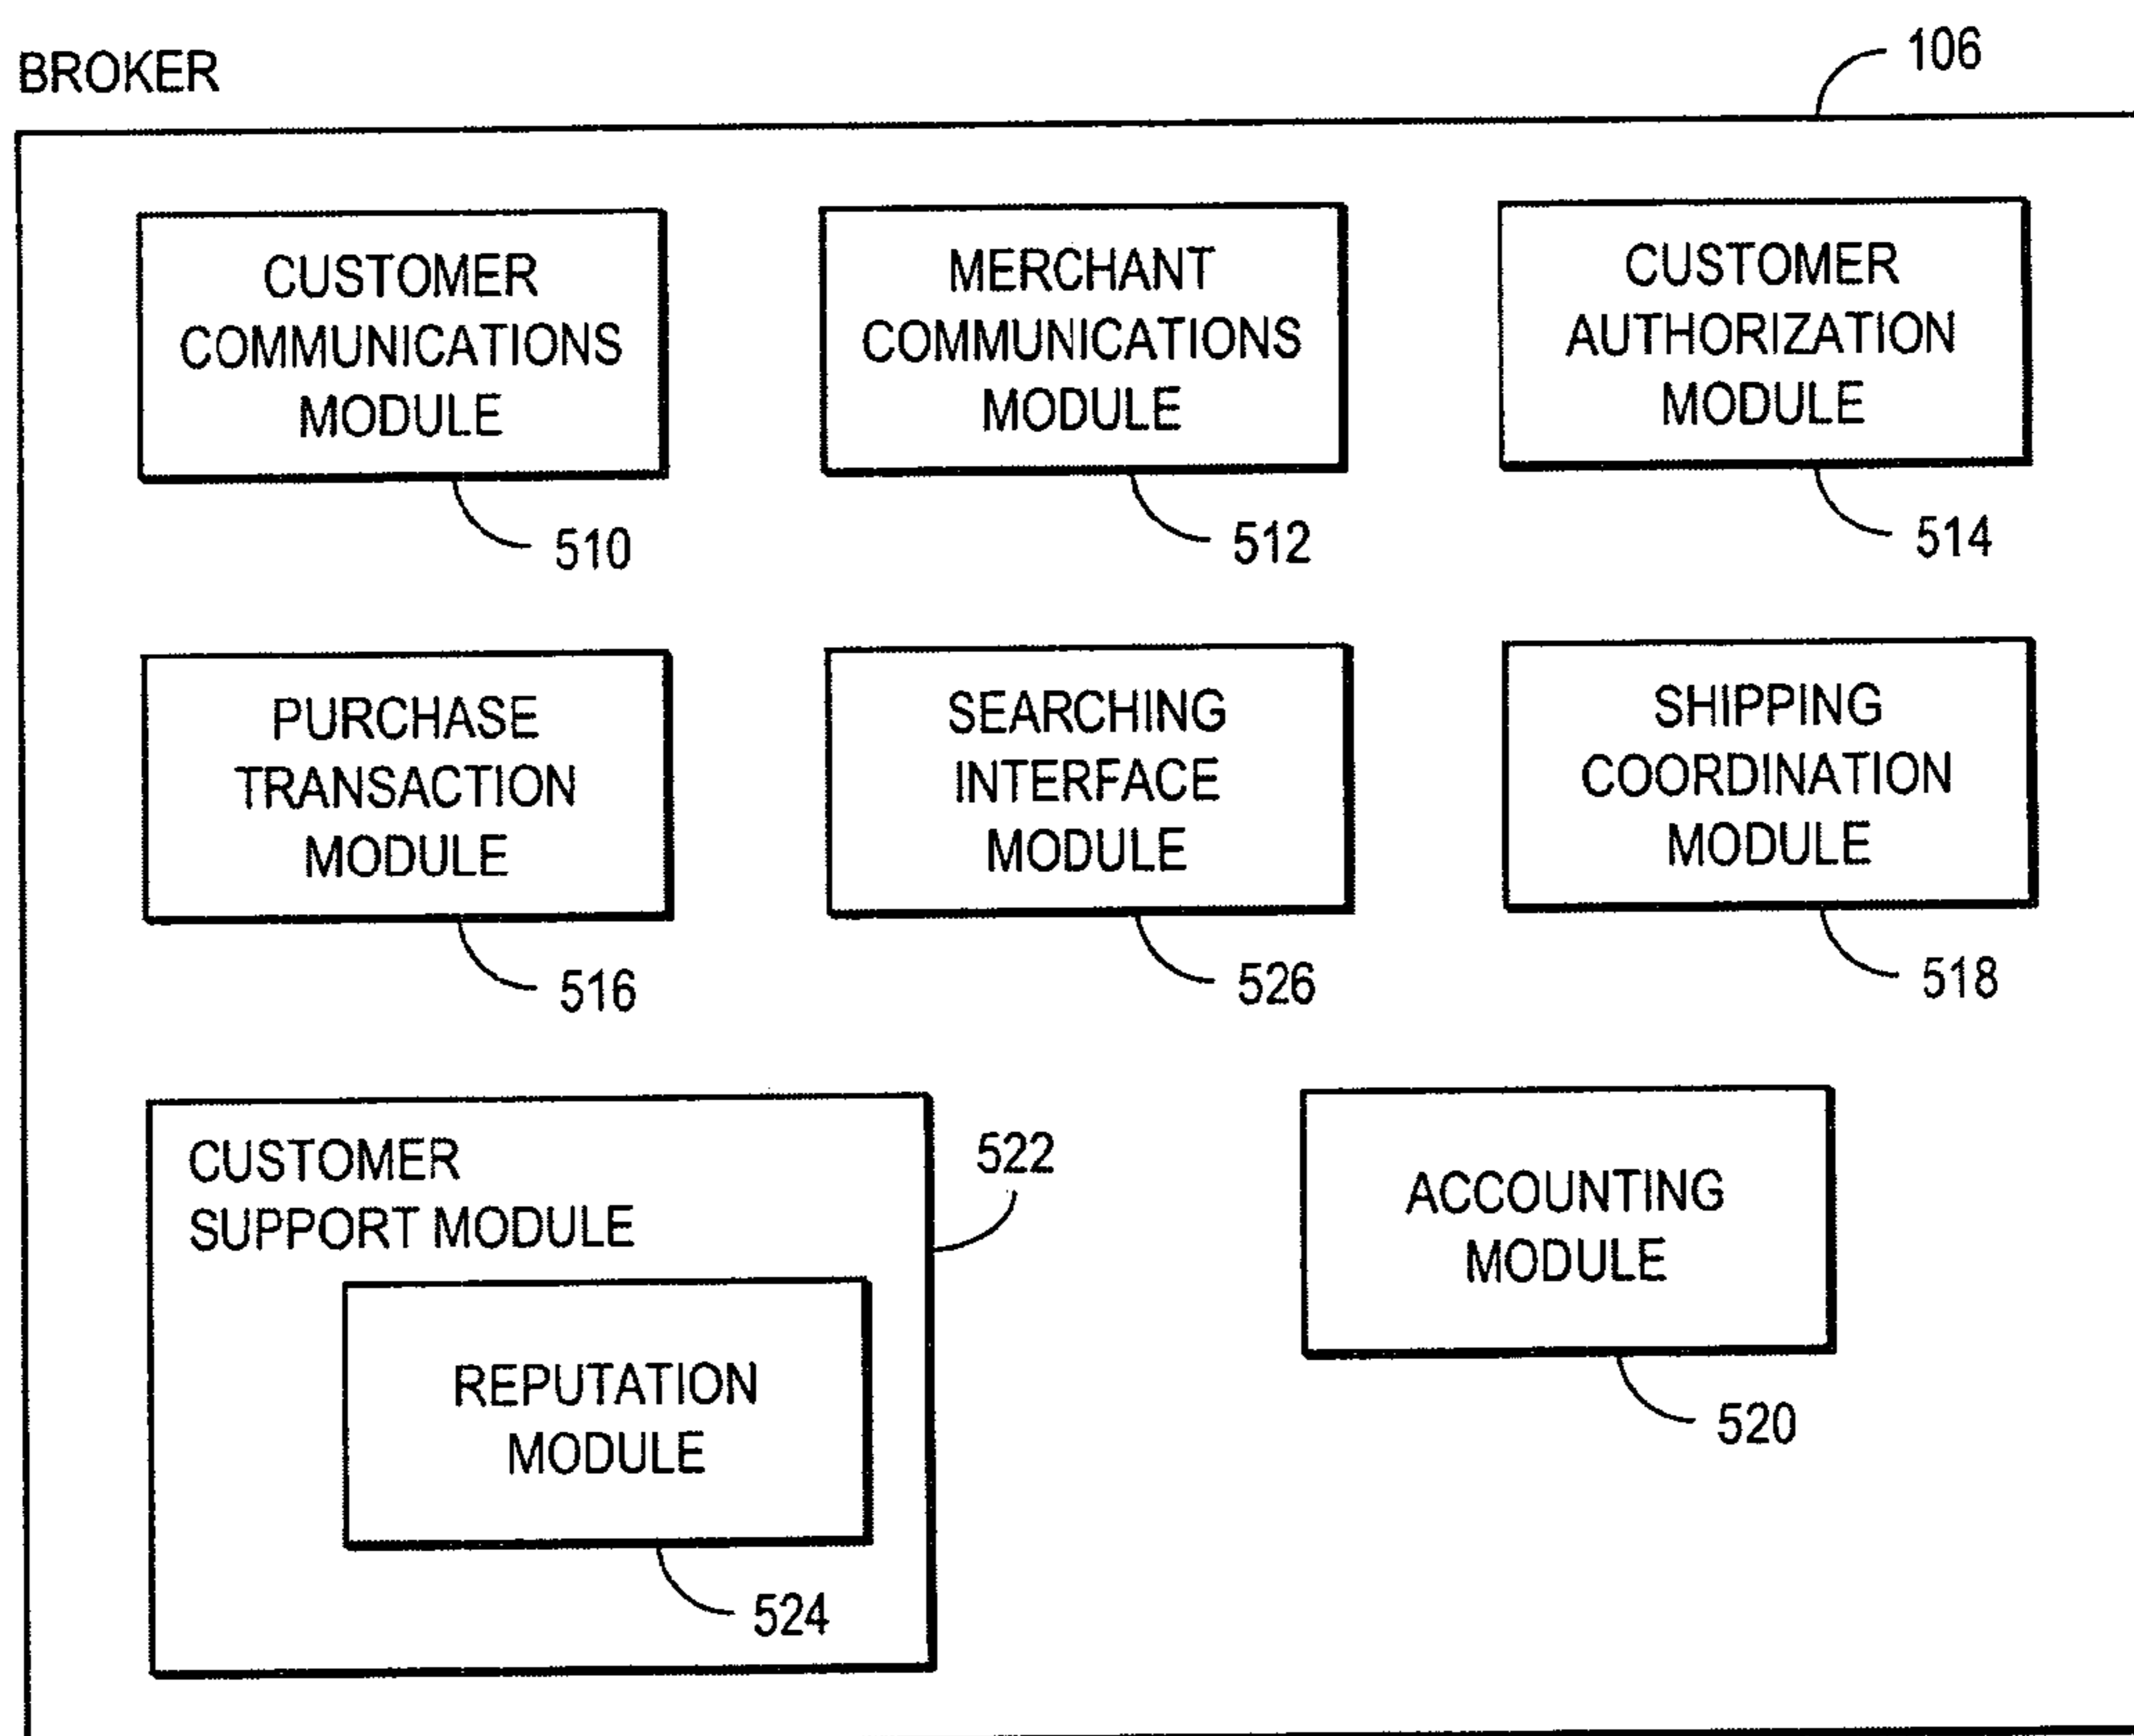 BROKER
106
CUSTOMER
COMMUNICATIONS
MODULE
510
MERCHANT
COMMUNICATIONS
MODULE
512
CUSTOMER
AUTHORIZATION
MODULE
514
PURCHASE
TRANSACTION
MODULE
516
SEARCHING
INTERFACE
MODULE
526
SHIPPING
COORDINATION
MODULE
518
CUSTOMER
SUPPORT MODULE
522
REPUTATION
MODULE
524
ACCOUNTING
MODULE
520